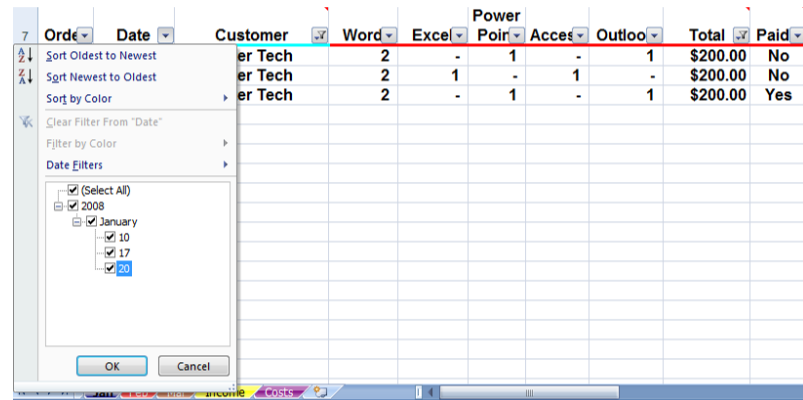 Power
7 Orde Date Customer Word Excel Poin Acces Outloo Total Paid
Sort Oldest to Newest er Tech 2 - 1 - 1 $200.00 No
Sort Newest to Oldest er Tech 2 1 - 1 - $200.00 No
Sort by Color er Tech 2 - 1 - 1 $200.00 Yes
Clear Filter From "Date"
Filter by Color
Date Filters
(Select All)
2008
January
10
17
20
OK Cancel
Jan Feb Mar Income Costs